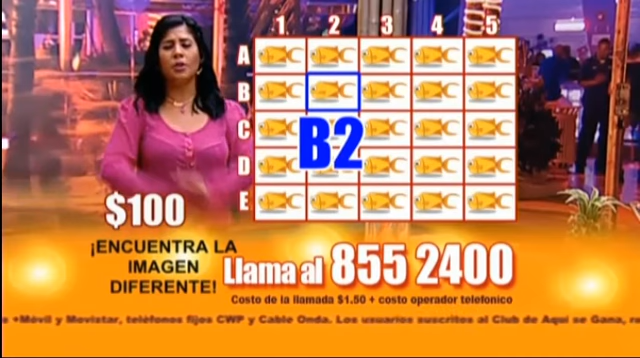 1 2 3 4 5
A
B
B2
C
D
E
$100
¡ENCUENTRA LA
IMAGEN
DIFERENTE!
Llama al 855 2400
Costo de la llamada $1.50 + costo operador telefonico
+Móvil y Movistar, teléfonos fijos CWP y Cable Onda. Los usuarios suscritos al Club de Aqui se Gana,